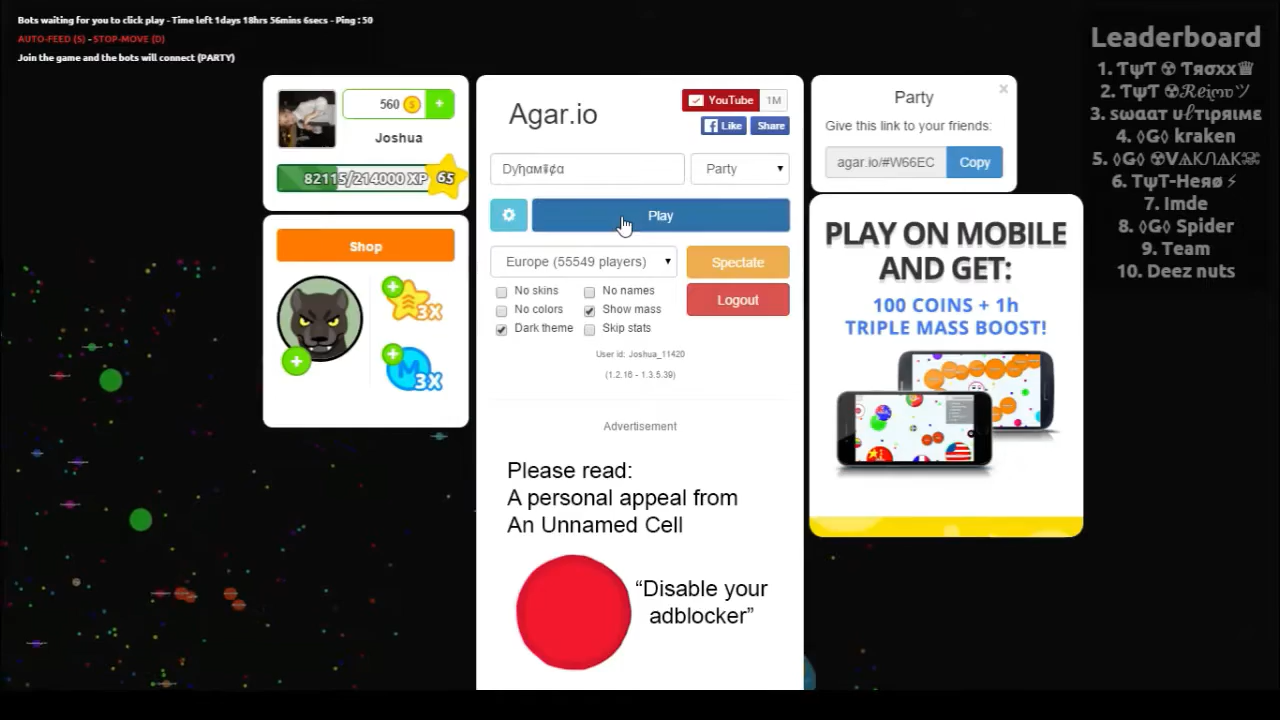 Bots waiting for you to click play - Time left 1days 18hrs 56mins 6secs - Ping : 50
AUTO-FEED (S) - STOP-MOVE (D)
Join the game and the bots will connect (PARTY)
560
Joshua
82115/214000 XP
65
Shop
3X
M
3X
Agar.io
YouTube 1M
Like Share
Party
Play
Europe (55549 players)
Spectate
No skins No names
No colors Show mass
Dark theme Skip stats
Logout
User id: Joshua_11420
(1.2.16 - 1.3.5.39)
Advertisement
Please read:
A personal appeal from
An Unnamed Cell
“Disable your
adblocker”
Party
×
Give this link to your friends:
agar.io/#W66EC Copy
PLAY ON MOBILE
AND GET:
100 COINS + 1h
TRIPLE MASS BOOST!
Leaderboard
1. TψT ☢ Tяσxx♕
2. TψT ☢
3. ѕωααт υℓтιρяιмε
4. ◊G◊ kraken
5. ◊G◊
6. TψT-Heяø ⚡
7. Imde
8. ◊G◊ Spider
9. Team
10. Deez nuts